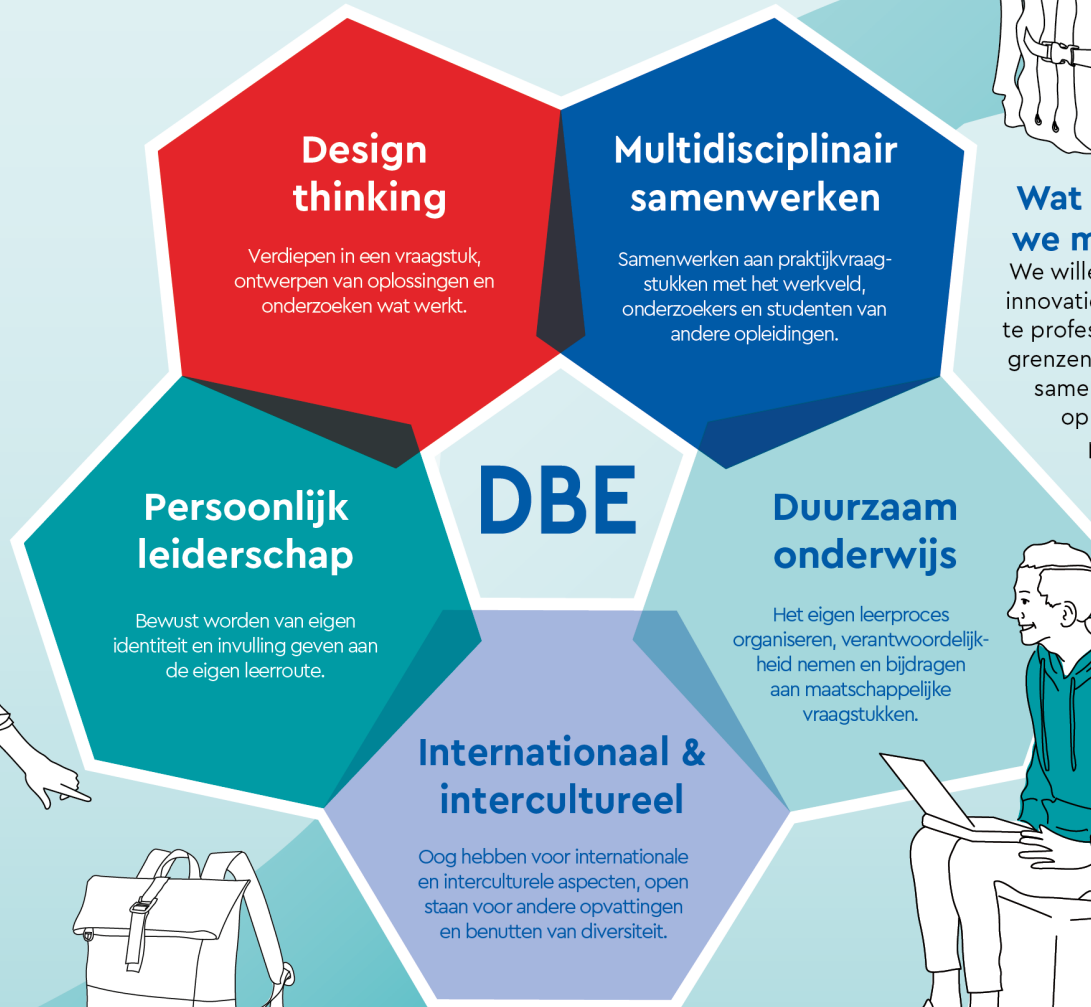 Design
thinking
Verdiepen in een vraagstuk,
ontwerpen van oplossingen en
onderzoeken wat werkt.
Multidisciplinair
samenwerken
Samenwerken aan praktijkvraag-
stukken met het werkveld,
onderzoekers en studenten van
andere opleidingen.
Wat
we
We
te
grenzen
op
DBE
Persoonlijk
leiderschap
Bewust worden van eigen
identiteit en invulling geven aan
de eigen leerroute.
Duurzaam
onderwijs
Het eigen leerproces
organiseren, verantwoordelijk-
heid nemen en bijdragen
aan maatschappelijke
vraagstukken.
Internationaal &
intercultureel
Oog hebben voor internationale
en interculturele aspecten, open
staan voor andere opvattingen
en benutten van diversiteit.